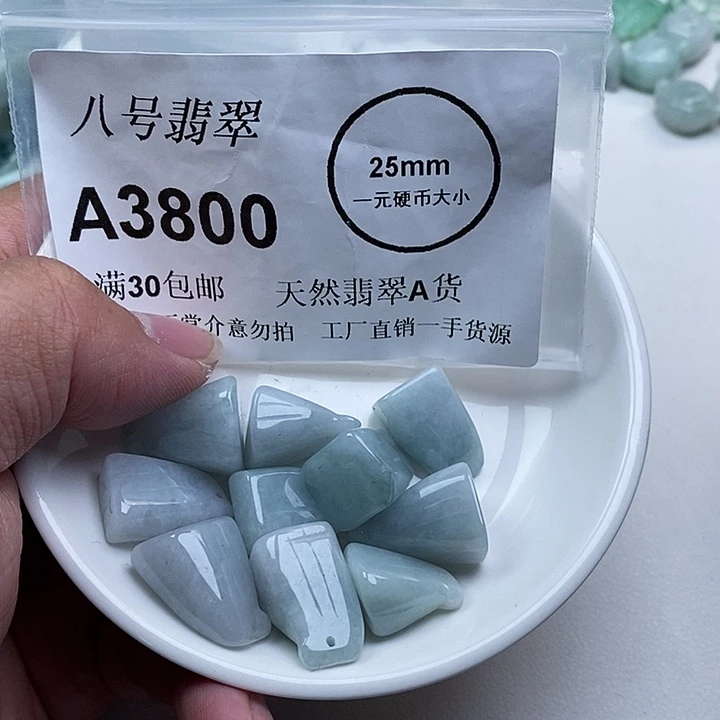 八号翡翠
25mm
一元硬币大小
A3800
满30包邮 天然翡翠A货
介意勿拍 工厂直销一手货源